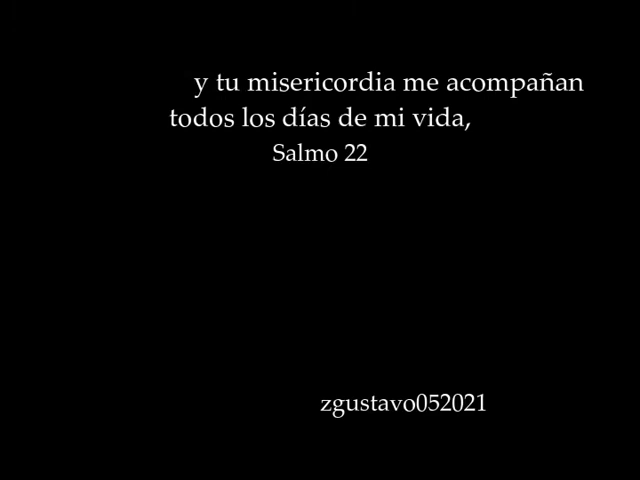 y tu misericordia me acompañan
todos los días de mi vida,
Salmo 22
zgustavo052021